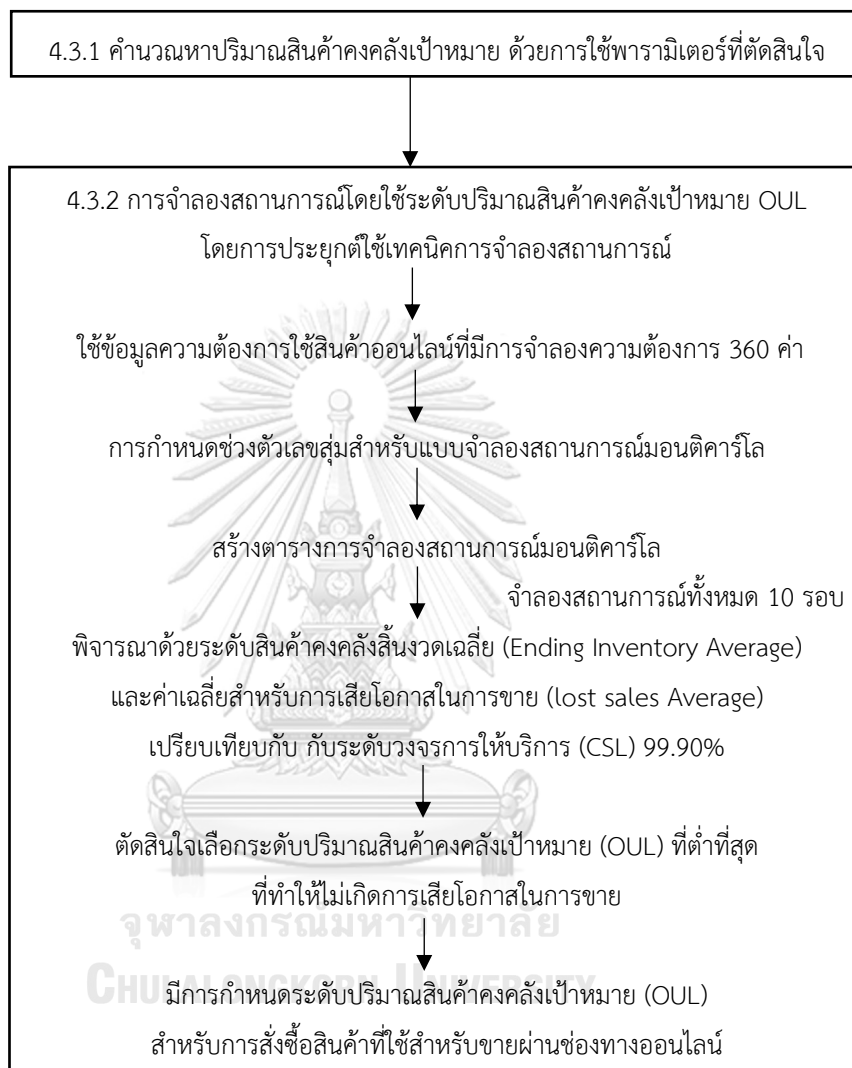 4.3.1 คำนวณหาปริมาณสินค้าคงคลังเป้าหมาย ด้วยการใช้พารามิเตอร์ที่ตัดสินใจ
4.3.2 การจำลองสถานการณ์โดยใช้ระดับปริมาณสินค้าคงคลังเป้าหมาย OUL
โดยการประยุกต์ใช้เทคนิคการจำลองสถานการณ์
ใช้ข้อมูลความต้องการใช้สินค้าออนไลน์ที่มีการจำลองความต้องการ 360 ค่า
การกำหนดช่วงตัวเลขสุ่มสำหรับแบบจำลองสถานการณ์มอนติคาร์โล
สร้างตารางการจำลองสถานการณ์มอนติคาร์โล
จำลองสถานการณ์ทั้งหมด 10 รอบ
พิจารณาด้วยระดับสินค้าคงคลังสิ้นงวดเฉลี่ย (Ending Inventory Average)
และค่าเฉลี่ยสำหรับการเสียโอกาสในการขาย (lost sales Average)
เปรียบเทียบกับ กับระดับวงจรการให้บริการ (CSL) 99.90%
ตัดสินใจเลือกระดับปริมาณสินค้าคงคลังเป้าหมาย (OUL) ที่ต่ำที่สุด
ที่ทำให้ไม่เกิดการเสียโอกาสในการขาย
จุฬาลงกรณ์มหาวิทยาลัย
CHULALONGKORN UNIVERSITY
มีการกำหนดระดับปริมาณสินค้าคงคลังเป้าหมาย (OUL)
สำหรับการสั่งซื้อสินค้าที่ใช้สำหรับขายผ่านช่องทางออนไลน์